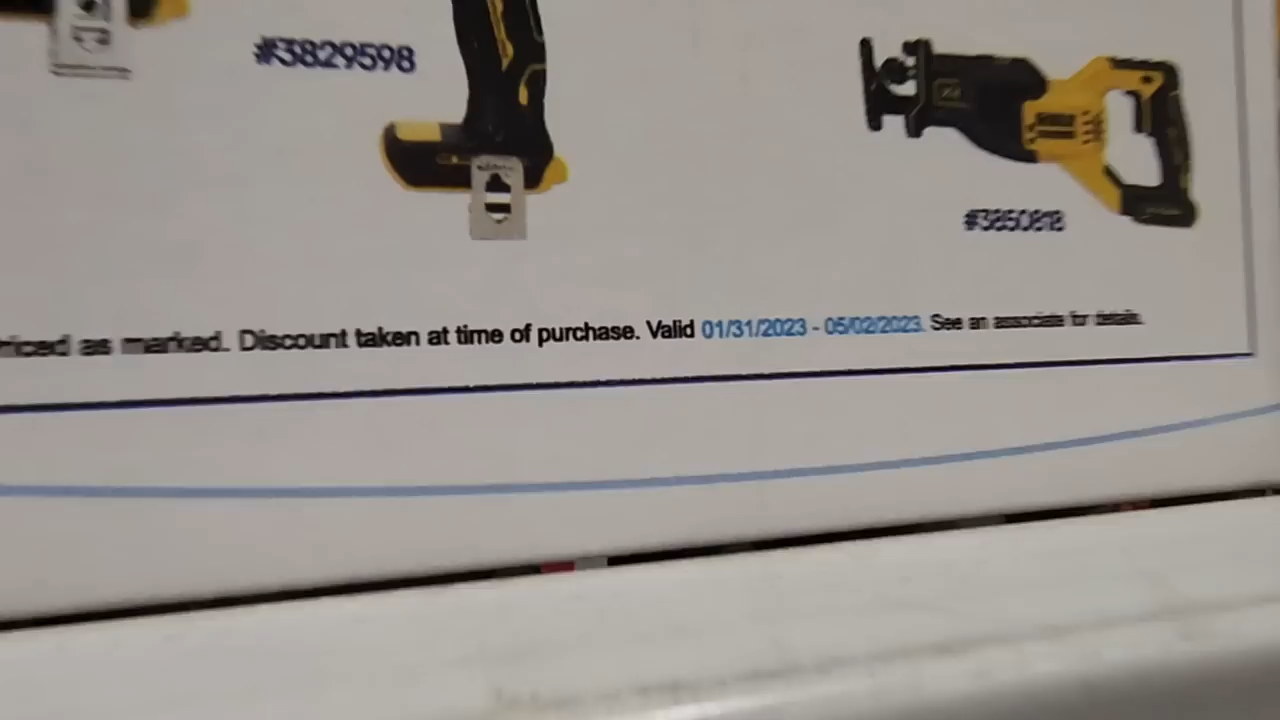 #3829598
#3850818
riced as marked. Discount taken at time of purchase. Valid 01/31/2023 - 05/02/2023. See an associate for details.